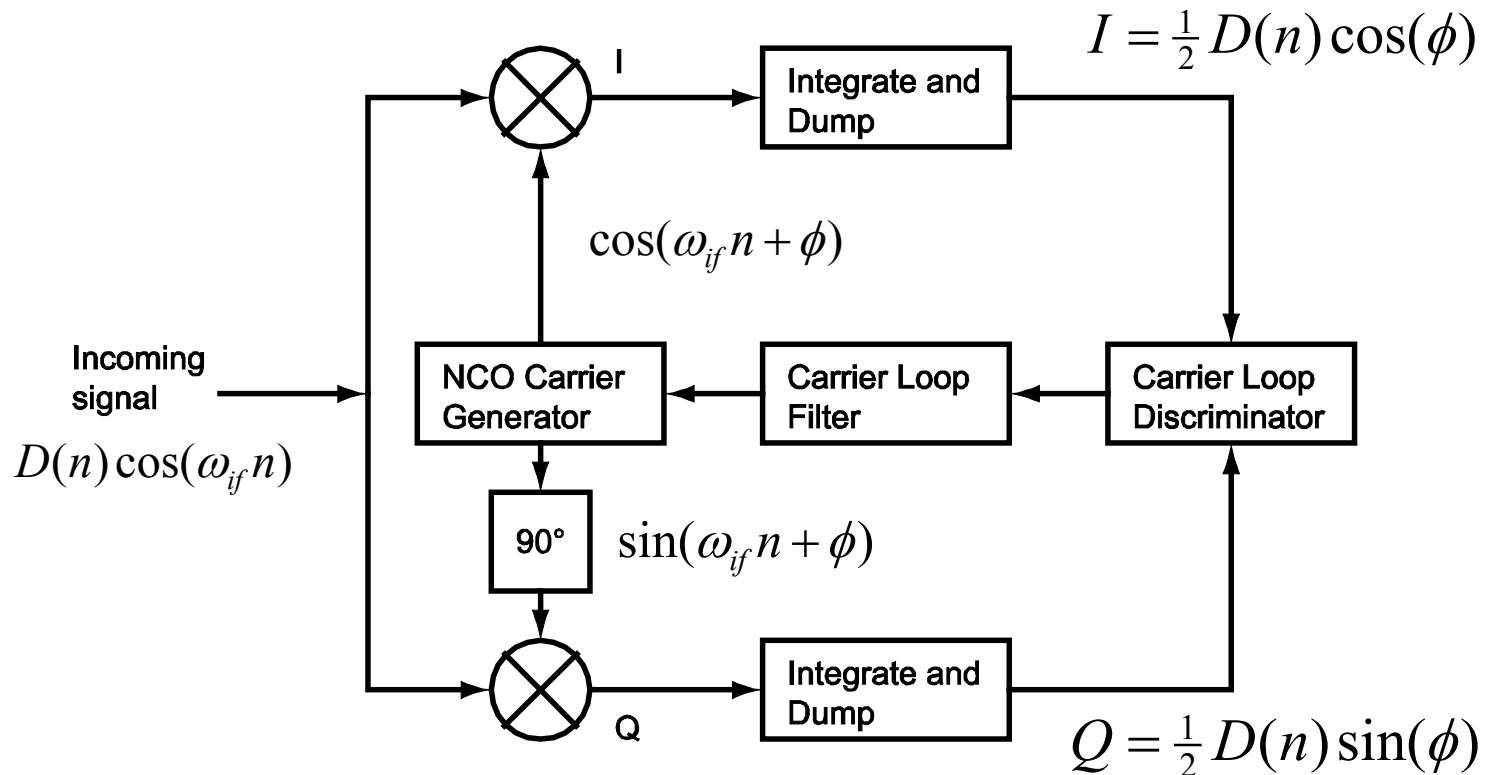 I = 1/2 D(n) cos(ϕ)
I
Integrate and
Dump
cos(ω_if n + ϕ)
Incoming
signal
D(n) cos(ω_if n)
NCO Carrier
Generator
Carrier Loop
Filter
Carrier Loop
Discriminator
90°
sin(ω_if n + ϕ)
Integrate and
Dump
Q
Q = 1/2 D(n) sin(ϕ)